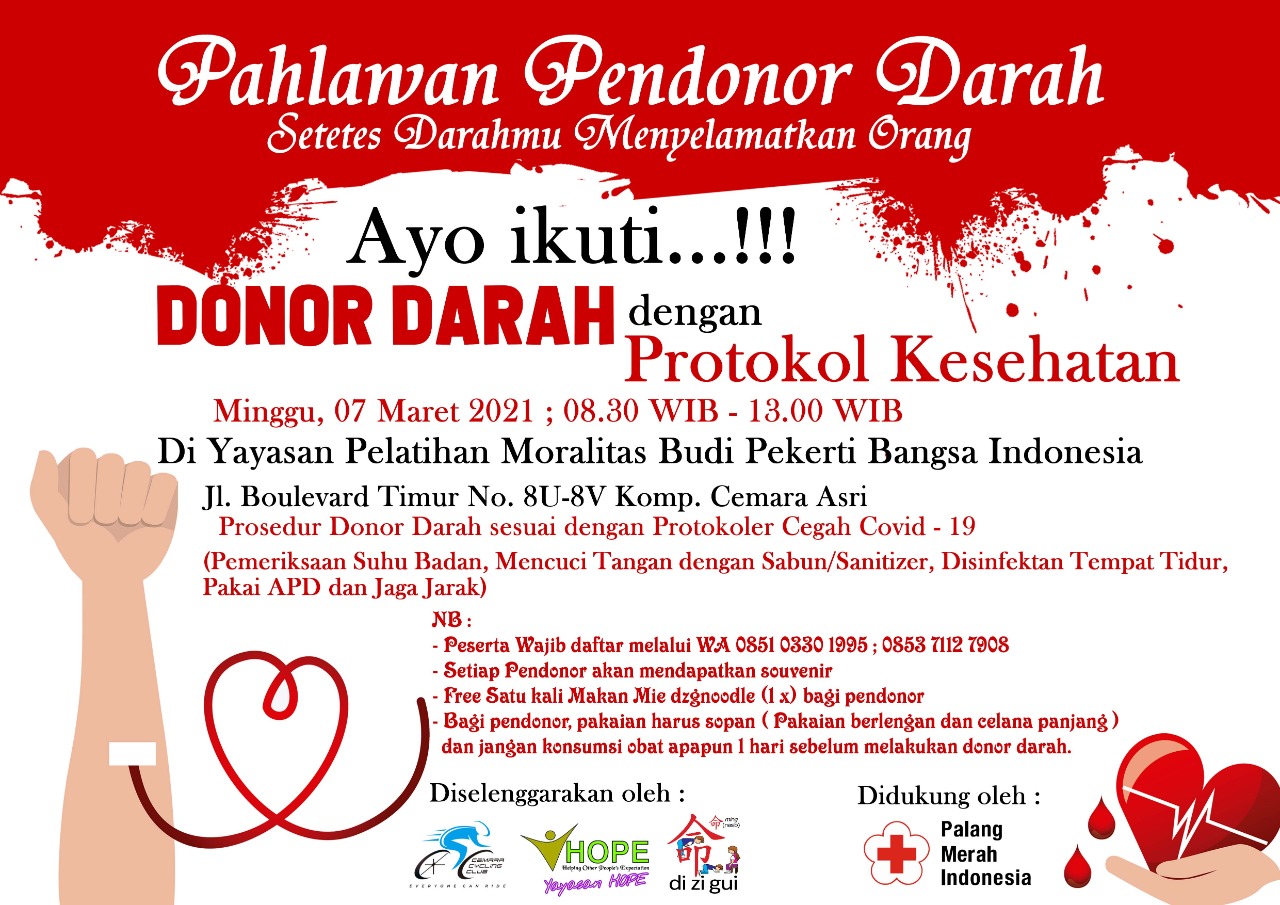 Pahlawan Pendonor Darah
Setetes Darahmu Menyelamatkan Orang
Ayo ikuti...!!!
DONOR DARAH dengan
Protokol Kesehatan
Minggu, 07 Maret 2021 ; 08.30 WIB - 13.00 WIB
Di Yayasan Pelatihan Moralitas Budi Pekerti Bangsa Indonesia
Jl. Boulevard Timur No. 8U-8V Komp. Cemara Asri
Prosedur Donor Darah sesuai dengan Protokoler Cegah Covid - 19
(Pemeriksaan Suhu Badan, Mencuci Tangan dengan Sabun/Sanitizer, Disinfektan Tempat Tidur,
Pakai APD dan Jaga Jarak)
NB :
- Peserta Wajib daftar melalui WA 0851 0330 1995 ; 0853 7112 7908
- Setiap Pendonor akan mendapatkan souvenir
- Free Satu kali Makan Mie dzgnoodle (1 x) bagi pendonor
- Bagi pendonor, pakaian harus sopan ( Pakaian berlengan dan celana panjang )
dan jangan konsumsi obat apapun 1 hari sebelum melakukan donor darah.
Diselenggarakan oleh :
CEMARA
CYCLING
CLUB
EVERYONE CAN RIDE
HOPE
Helping Other People's Expectation
Yayasan HOPE
命
命 ming
(nasib)
di zi gui
Didukung oleh :
Palang
Merah
Indonesia